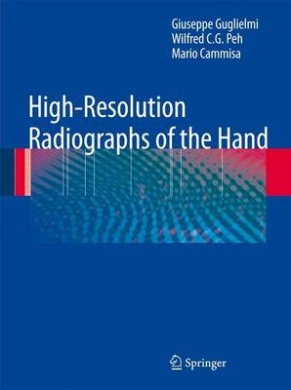 Giuseppe Guglielmi
Wilfred C.G. Peh
Mario Cammisa
High-Resolution
Radiographs of the Hand
Springer